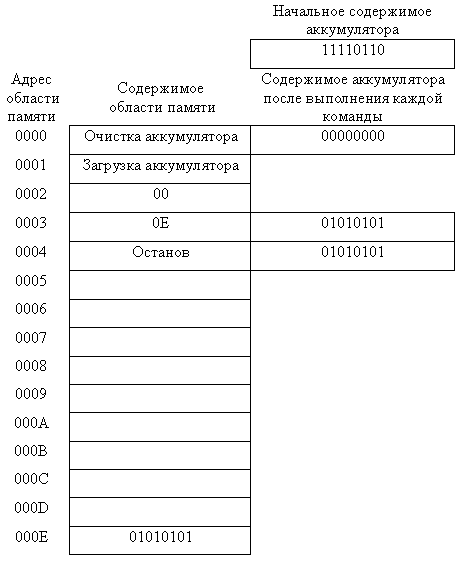 Начальное содержимое
аккумулятора
11110110
Адрес
области
памяти
Содержимое
области памяти
Содержимое аккумулятора
после выполнения каждой
команды
0000 Очистка аккумулятора 00000000
0001 Загрузка аккумулятора
0002 00
0003 0E 01010101
0004 Останов 01010101
0005
0006
0007
0008
0009
000A
000B
000C
000D
000E 01010101